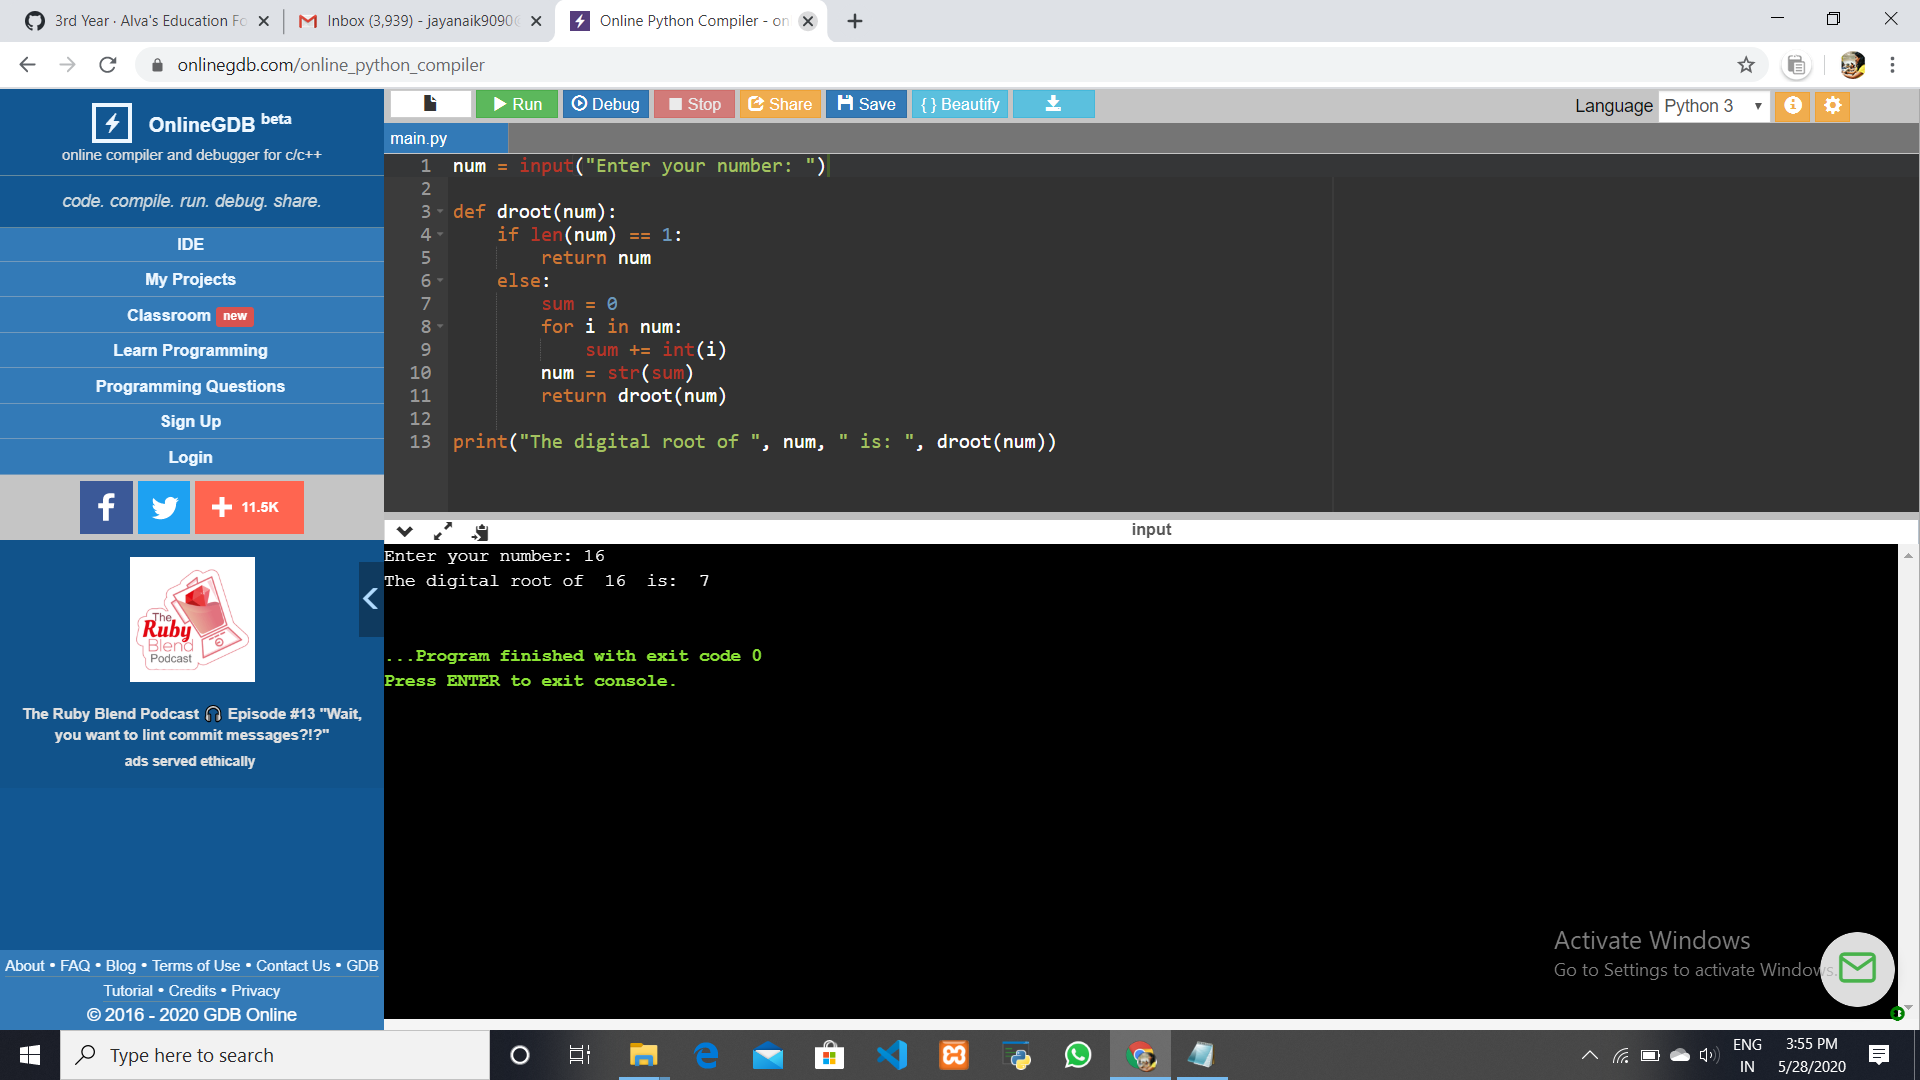 3rd Year · Alva's Education Fo
Inbox (3,939) - jayanaik9090
Online Python Compiler - on
onlinegdb.com/online_python_compiler
OnlineGDB beta
online compiler and debugger for c/c++
code. compile. run. debug. share.
IDE
My Projects
Classroom new
Learn Programming
Programming Questions
Sign Up
Login
11.5K
The Ruby Blend Podcast
The Ruby Blend Podcast 🎧 Episode #13 "Wait,
you want to lint commit messages?!?"
ads served ethically
About • FAQ • Blog • Terms of Use • Contact Us • GDB
Tutorial • Credits • Privacy
© 2016 - 2020 GDB Online
Run Debug Stop Share Save { } Beautify
Language Python 3
main.py
1 num = input("Enter your number: ")
2
3 def droot(num):
4     if len(num) == 1:
5         return num
6     else:
7         sum = 0
8         for i in num:
9             sum += int(i)
10         num = str(sum)
11         return droot(num)
12
13 print("The digital root of ", num, " is: ", droot(num))
input
Enter your number: 16
The digital root of  16  is:  7
...Program finished with exit code 0
Press ENTER to exit console.
Activate Windows
Go to Settings to activate Windows.
Type here to search
ENG
IN
3:55 PM
5/28/2020